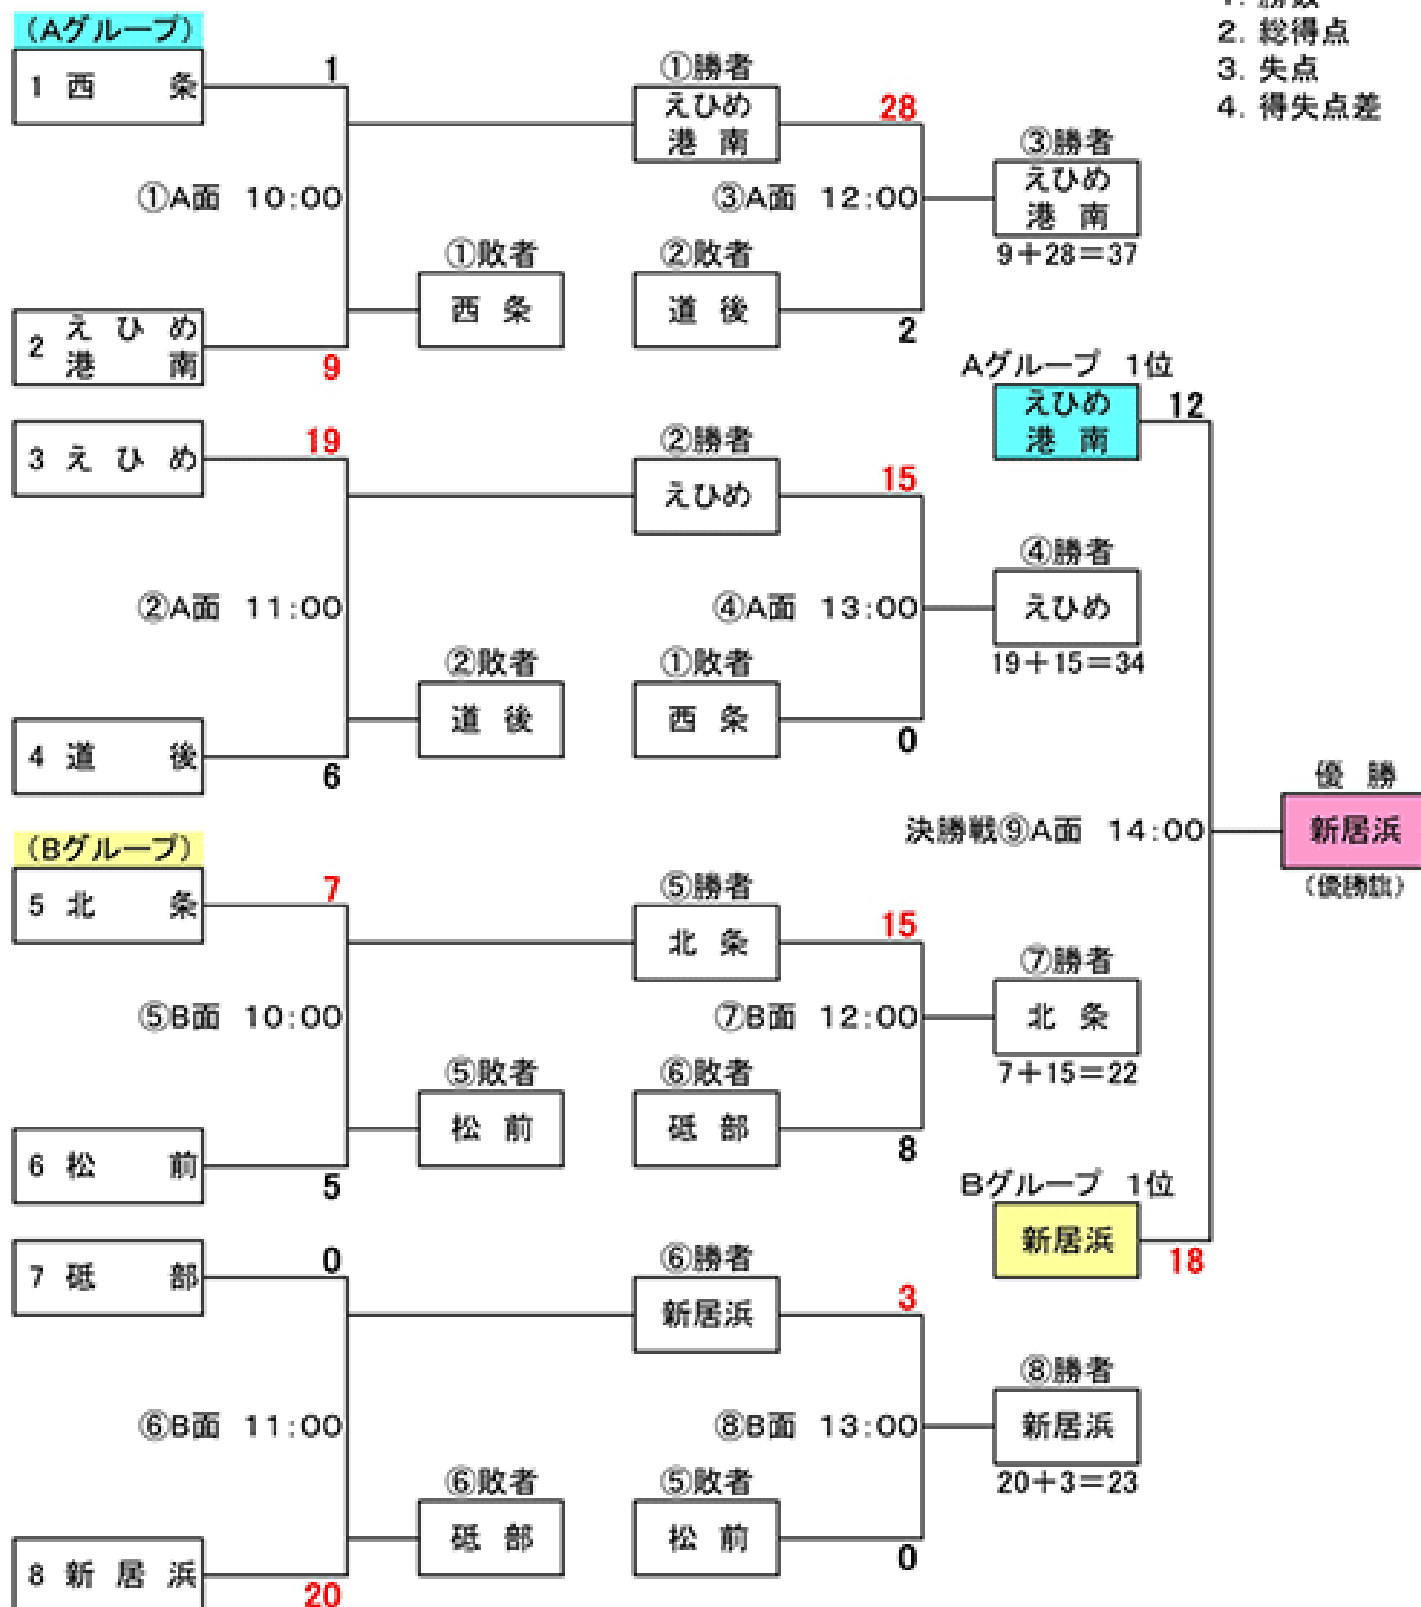 1. 勝数
2. 総得点
3. 失点
4. 得失点差
(Aグループ)
1 西 条
1
①A面 10:00
①敗者
西 条
2 えひめ
港 南
9
①勝者
えひめ
港 南
28
③A面 12:00
②敗者
道 後
2
③勝者
えひめ
港 南
9+28=37
3 えひめ
19
②A面 11:00
②敗者
道 後
4 道 後
6
②勝者
えひめ
15
④A面 13:00
①敗者
西 条
0
④勝者
えひめ
19+15=34
Aグループ 1位
えひめ
港 南
12
決勝戦⑨A面 14:00
優 勝
新居浜
(優勝旗)
(Bグループ)
5 北 条
7
⑤B面 10:00
⑤敗者
松 前
6 松 前
5
⑤勝者
北 条
15
⑦B面 12:00
⑥敗者
砥 部
8
⑦勝者
北 条
7+15=22
Bグループ 1位
新居浜
18
7 砥 部
0
⑥B面 11:00
⑥敗者
砥 部
8 新居浜
20
⑥勝者
新居浜
3
⑧B面 13:00
⑤敗者
松 前
0
⑧勝者
新居浜
20+3=23